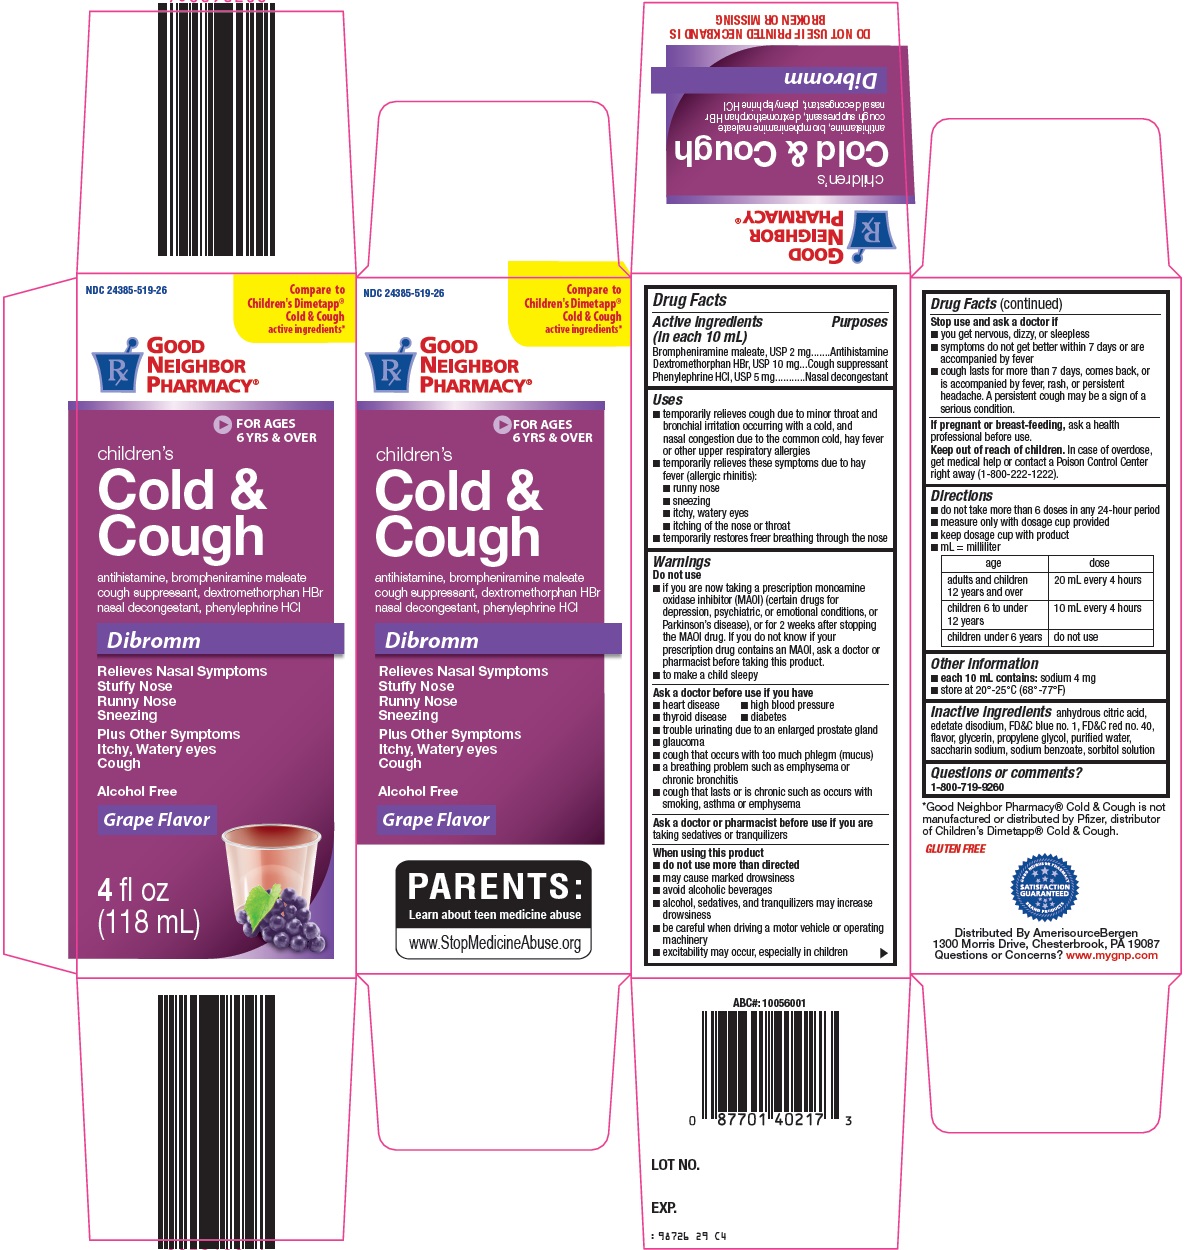 DO NOT USE IF PRINTED NECKBAND IS
BROKEN OR MISSING
GOOD
NEIGHBOR
PHARMACY®
children's
Cold & Cough
antihistamine, brompheniramine maleate
cough suppressant, dextromethorphan HBr
nasal decongestant, phenylephrine HCl
Dibromm
NDC 24385-519-26
Compare to
Children's Dimetapp®
Cold & Cough
active ingredients*
GOOD
NEIGHBOR
PHARMACY®
FOR AGES
6 YRS & OVER
children's
Cold &
Cough
antihistamine, brompheniramine maleate
cough suppressant, dextromethorphan HBr
nasal decongestant, phenylephrine HCl
Dibromm
Relieves Nasal Symptoms
Stuffy Nose
Runny Nose
Sneezing
Plus Other Symptoms
Itchy, Watery eyes
Cough
Alcohol Free
Grape Flavor
4 fl oz
(118 mL)
NDC 24385-519-26
Compare to
Children's Dimetapp®
Cold & Cough
active ingredients*
GOOD
NEIGHBOR
PHARMACY®
FOR AGES
6 YRS & OVER
children's
Cold &
Cough
antihistamine, brompheniramine maleate
cough suppressant, dextromethorphan HBr
nasal decongestant, phenylephrine HCl
Dibromm
Relieves Nasal Symptoms
Stuffy Nose
Runny Nose
Sneezing
Plus Other Symptoms
Itchy, Watery eyes
Cough
Alcohol Free
Grape Flavor
PARENTS:
Learn about teen medicine abuse
www.StopMedicineAbuse.org
Drug Facts
Active Ingredients Purposes
(in each 10 mL)
Brompheniramine maleate, USP 2 mg.......Antihistamine
Dextromethorphan HBr, USP 10 mg...Cough suppressant
Phenylephrine HCl, USP 5 mg...........Nasal decongestant
Uses
■ temporarily relieves cough due to minor throat and
bronchial irritation occurring with a cold, and
nasal congestion due to the common cold, hay fever
or other upper respiratory allergies
■ temporarily relieves these symptoms due to hay
fever (allergic rhinitis):
■ runny nose
■ sneezing
■ itchy, watery eyes
■ itching of the nose or throat
■ temporarily restores freer breathing through the nose
Warnings
Do not use
■ if you are now taking a prescription monoamine
oxidase inhibitor (MAOI) (certain drugs for
depression, psychiatric, or emotional conditions, or
Parkinson's disease), or for 2 weeks after stopping
the MAOI drug. If you do not know if your
prescription drug contains an MAOI, ask a doctor or
pharmacist before taking this product.
■ to make a child sleepy
Ask a doctor before use if you have
■ heart disease ■ high blood pressure
■ thyroid disease ■ diabetes
■ trouble urinating due to an enlarged prostate gland
■ glaucoma
■ cough that occurs with too much phlegm (mucus)
■ a breathing problem such as emphysema or
chronic bronchitis
■ cough that lasts or is chronic such as occurs with
smoking, asthma or emphysema
Ask a doctor or pharmacist before use if you are
taking sedatives or tranquilizers
When using this product
■ do not use more than directed
■ may cause marked drowsiness
■ avoid alcoholic beverages
■ alcohol, sedatives, and tranquilizers may increase
drowsiness
■ be careful when driving a motor vehicle or operating
machinery
■ excitability may occur, especially in children
Drug Facts (continued)
Stop use and ask a doctor if
■ you get nervous, dizzy, or sleepless
■ symptoms do not get better within 7 days or are
accompanied by fever
■ cough lasts for more than 7 days, comes back, or
is accompanied by fever, rash, or persistent
headache. A persistent cough may be a sign of a
serious condition.
If pregnant or breast-feeding, ask a health
professional before use.
Keep out of reach of children. In case of overdose,
get medical help or contact a Poison Control Center
right away (1-800-222-1222).
Directions
■ do not take more than 6 doses in any 24-hour period
■ measure only with dosage cup provided
■ keep dosage cup with product
■ mL = milliliter
age dose
adults and children 20 mL every 4 hours
12 years and over
children 6 to under 10 mL every 4 hours
12 years
children under 6 years do not use
Other information
■ each 10 mL contains: sodium 4 mg
■ store at 20°-25°C (68°-77°F)
Inactive ingredients anhydrous citric acid,
edetate disodium, FD&C blue no. 1, FD&C red no. 40,
flavor, glycerin, propylene glycol, purified water,
saccharin sodium, sodium benzoate, sorbitol solution
Questions or comments?
1-800-719-9260
*Good Neighbor Pharmacy® Cold & Cough is not
manufactured or distributed by Pfizer, distributor
of Children's Dimetapp® Cold & Cough.
GLUTEN FREE
SATISFACTION
GUARANTEED
Distributed By AmerisourceBergen
1300 Morris Drive, Chesterbrook, PA 19087
Questions or Concerns? www.mygnp.com
ABC#: 10056001
0 87701 40217 3
LOT NO.
EXP.
: 98726 29 C4